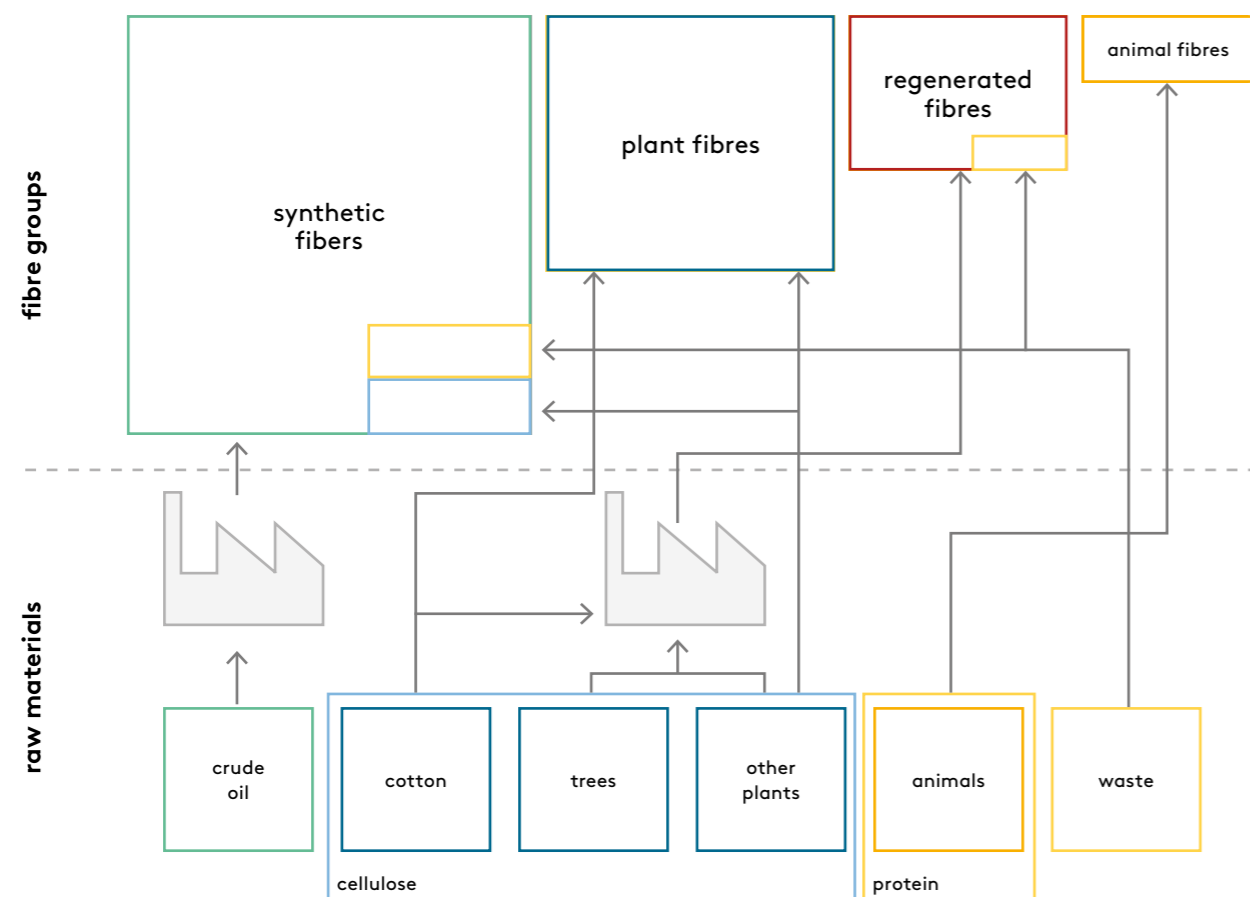 fibre groups
synthetic
fibers
plant fibres
regenerated
fibres
animal fibres
raw materials
crude
oil
cotton
trees
other
plants
animals
waste
cellulose
protein